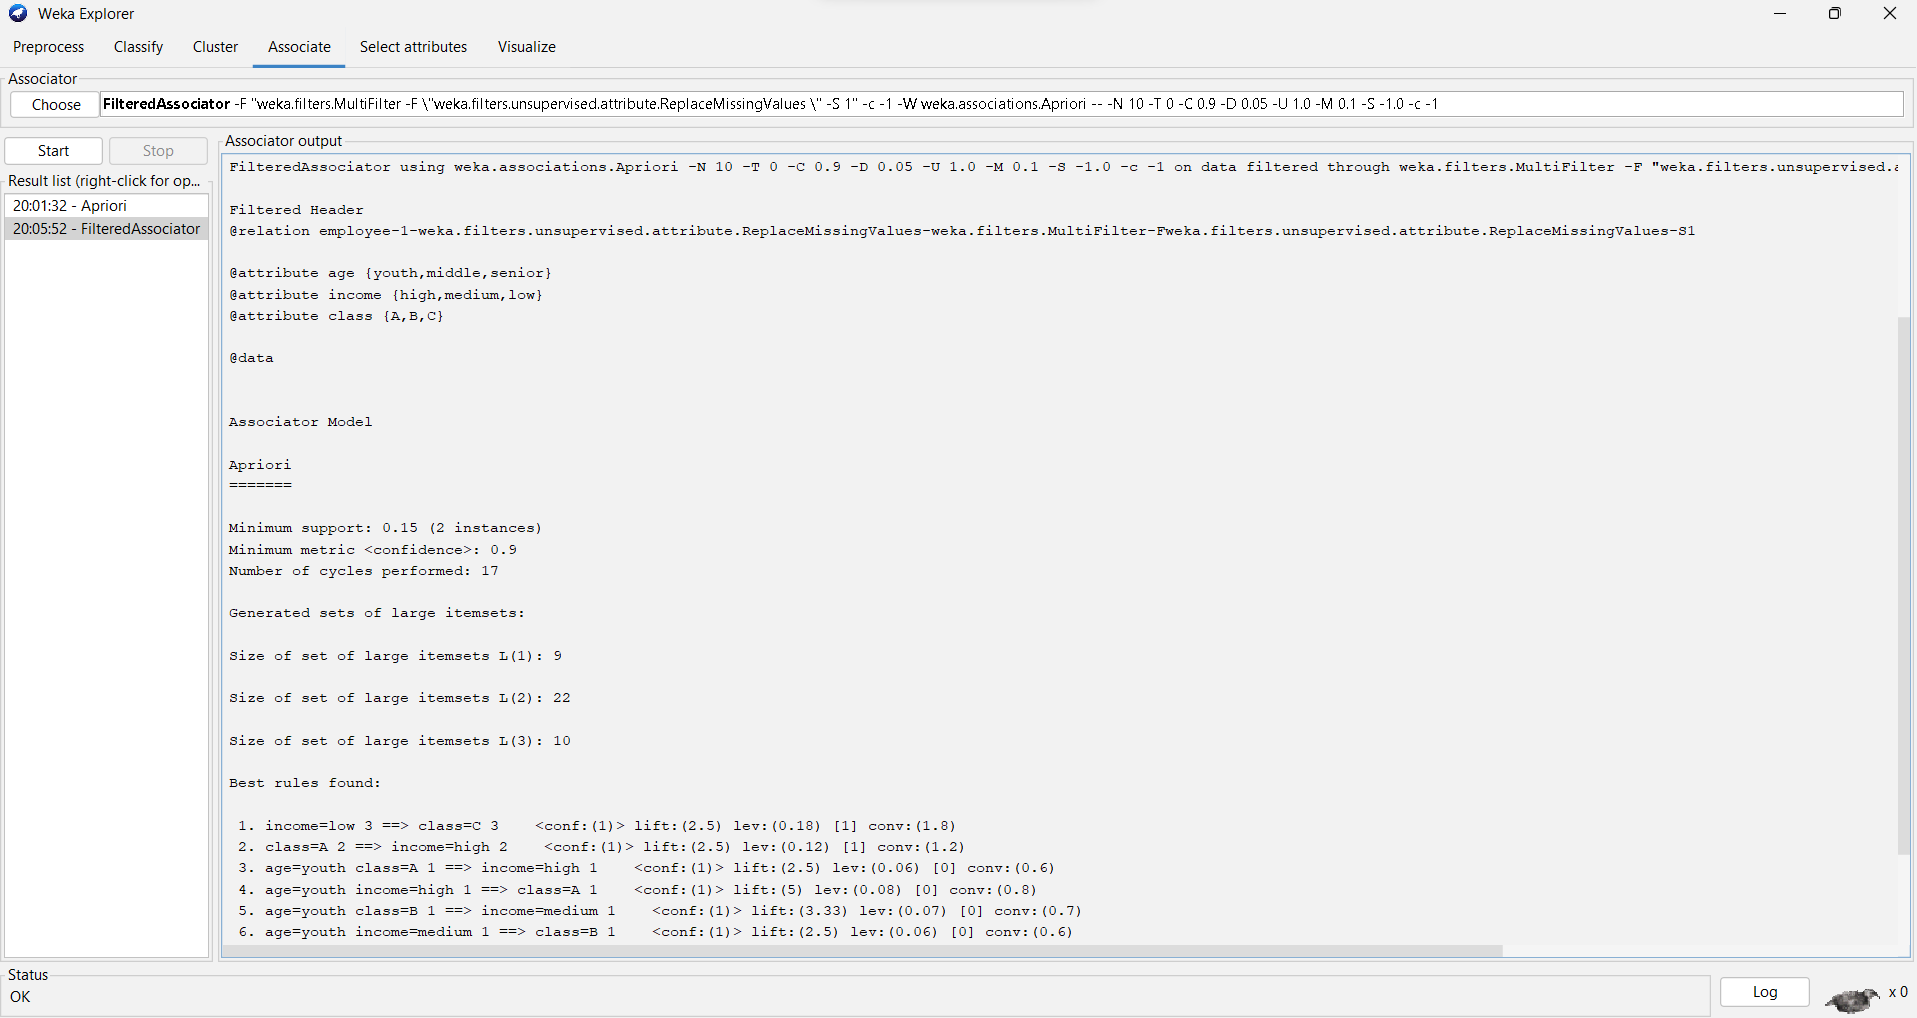 Weka Explorer
Preprocess Classify Cluster Associate Select attributes Visualize
Associator
Choose FilteredAssociator -F "weka.filters.MultiFilter -F \"weka.filters.unsupervised.attribute.ReplaceMissingValues \" -S 1" -c -1 -W weka.associations.Apriori -- -N 10 -T 0 -C 0.9 -D 0.05 -U 1.0 -M 0.1 -S -1.0 -c -1
Start Stop
Result list (right-click for op...
20:01:32 - Apriori
20:05:52 - FilteredAssociator
Associator output
FilteredAssociator using weka.associations.Apriori -N 10 -T 0 -C 0.9 -D 0.05 -U 1.0 -M 0.1 -S -1.0 -c -1 on data filtered through weka.filters.MultiFilter -F "weka.filters.unsupervised.a
Filtered Header
@relation employee-1-weka.filters.unsupervised.attribute.ReplaceMissingValues-weka.filters.MultiFilter-Fweka.filters.unsupervised.attribute.ReplaceMissingValues-S1
@attribute age {youth,middle,senior}
@attribute income {high,medium,low}
@attribute class {A,B,C}
@data
Associator Model
Apriori
=======
Minimum support: 0.15 (2 instances)
Minimum metric <confidence>: 0.9
Number of cycles performed: 17
Generated sets of large itemsets:
Size of set of large itemsets L(1): 9
Size of set of large itemsets L(2): 22
Size of set of large itemsets L(3): 10
Best rules found:
1. income=low 3 ==> class=C 3 <conf:(1)> lift:(2.5) lev:(0.18) [1] conv:(1.8)
2. class=A 2 ==> income=high 2 <conf:(1)> lift:(2.5) lev:(0.12) [1] conv:(1.2)
3. age=youth class=A 1 ==> income=high 1 <conf:(1)> lift:(2.5) lev:(0.06) [0] conv:(0.6)
4. age=youth income=high 1 ==> class=A 1 <conf:(1)> lift:(5) lev:(0.08) [0] conv:(0.8)
5. age=youth class=B 1 ==> income=medium 1 <conf:(1)> lift:(3.33) lev:(0.07) [0] conv:(0.7)
6. age=youth income=medium 1 ==> class=B 1 <conf:(1)> lift:(2.5) lev:(0.06) [0] conv:(0.6)
Status
OK
Log
x 0